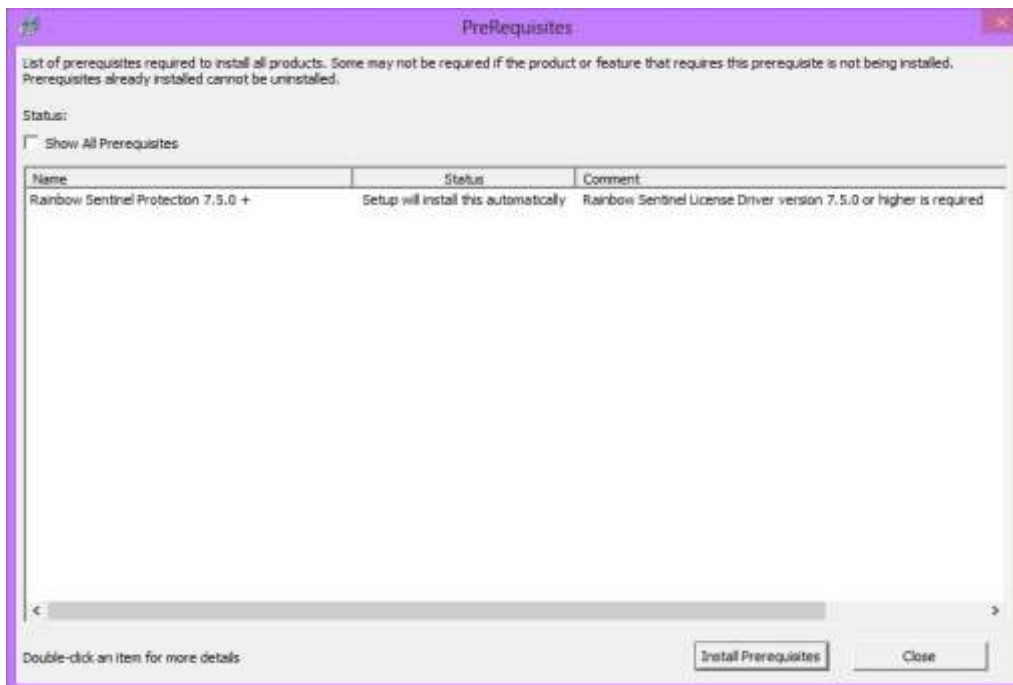 PreRequisites
List of prerequisites required to install all products. Some may not be required if the product or feature that requires this prerequisite is not being installed.
Prerequisites already installed cannot be uninstalled.
Status:
Show All Prerequisites
Name Status Comment
Rainbow Sentinel Protection 7.5.0 + Setup will install this automatically Rainbow Sentinel License Driver version 7.5.0 or higher is required
Double-click an item for more details
Install Prerequisites Close